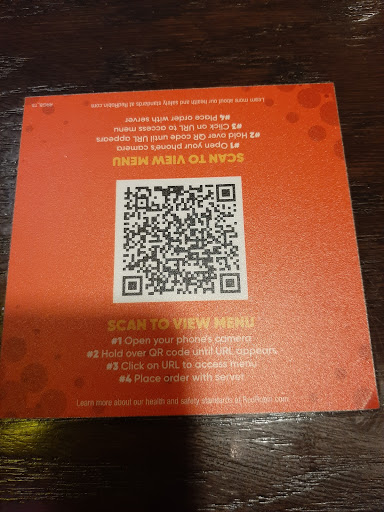 Learn more about our health and safety standards at RedRobin.com
#4 Place order with server
#3 Click on URL to access menu
#2 Hold over QR code until URL appears
#1 Open your phone's camera
SCAN TO VIEW MENU
SCAN TO VIEW MENU
#1 Open your phone's camera
#2 Hold over QR code until URL appears
#3 Click on URL to access menu
#4 Place order with server
Learn more about our health and safety standards at RedRobin.com